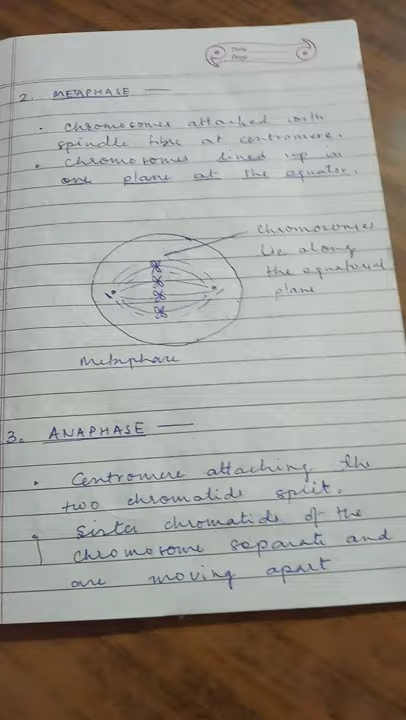 Date
Page
2. METAPHASE —
• Chromosomes attached with
spindle fibre at centromere.
• Chromosomes lined up in
one plane at the equator.
Chromosomes
lie along
the equatorial
plane
Metaphase
3. ANAPHASE —
• Centromere attaching the
two chromatids split.
• Sister chromatids of the
chromosome separate and
are moving apart